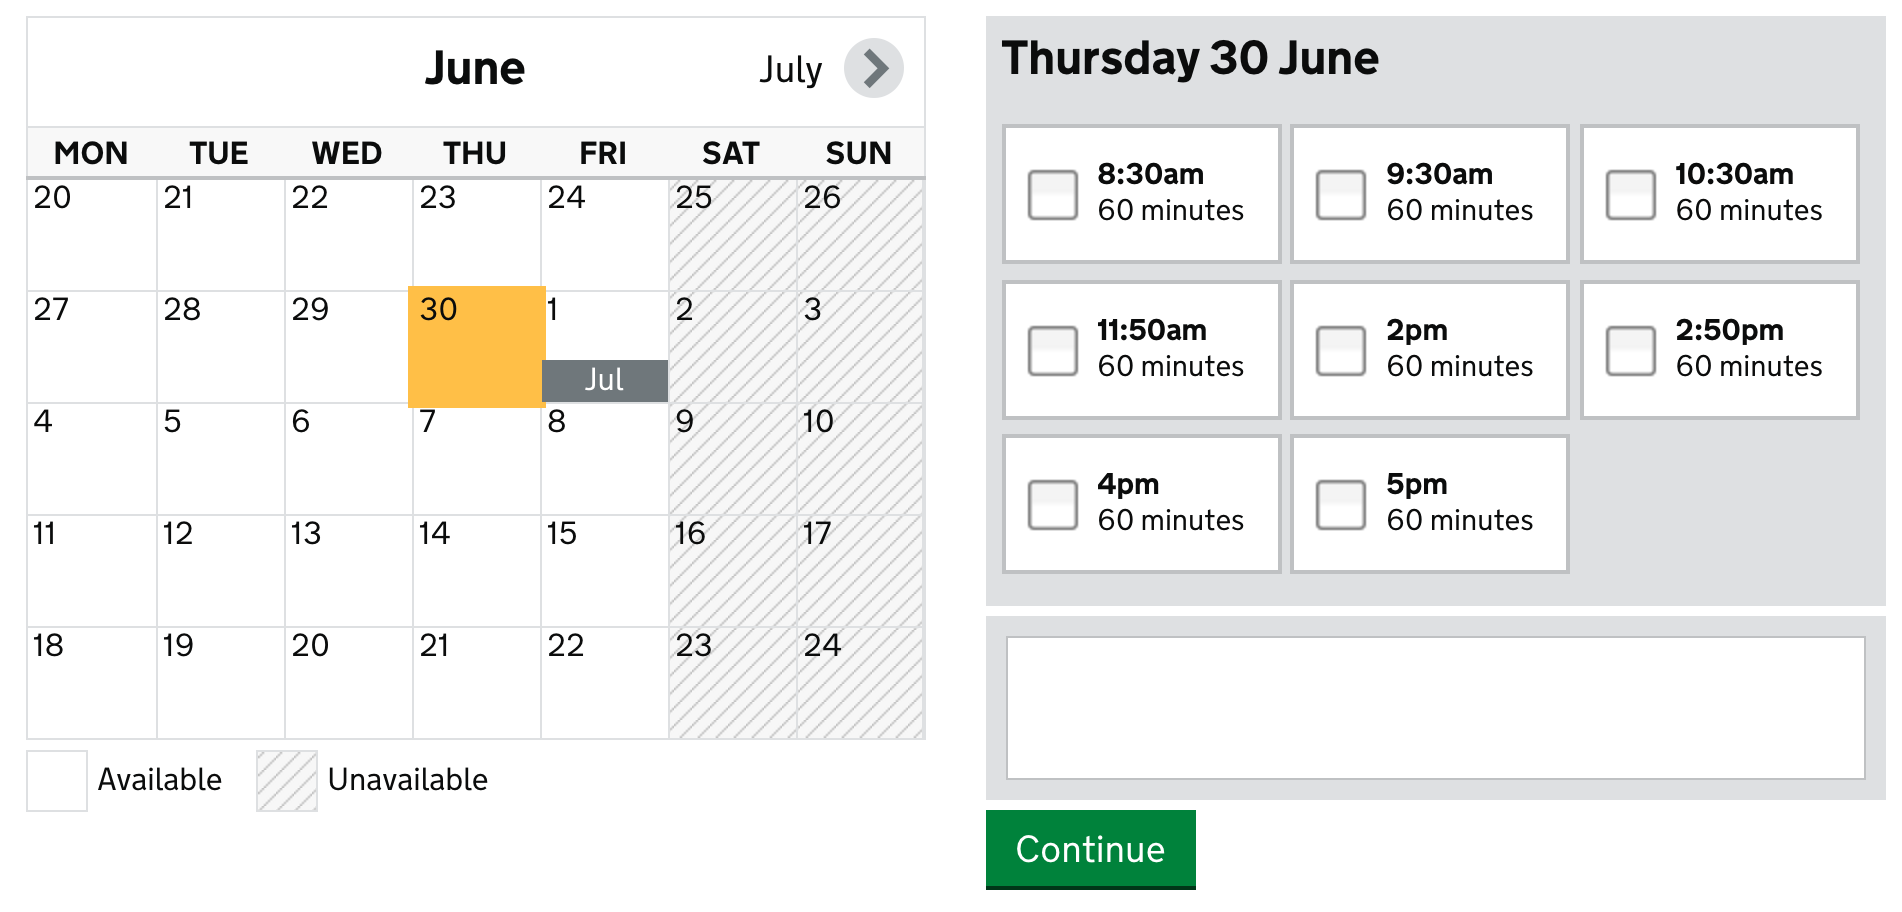 June
July
MON TUE WED THU FRI SAT SUN
20 21 22 23 24 25 26
27 28 29 30 1 2 3
Jul
4 5 6 7 8 9 10
11 12 13 14 15 16 17
18 19 20 21 22 23 24
Available Unavailable
Thursday 30 June
8:30am
60 minutes
9:30am
60 minutes
10:30am
60 minutes
11:50am
60 minutes
2pm
60 minutes
2:50pm
60 minutes
4pm
60 minutes
5pm
60 minutes
Continue